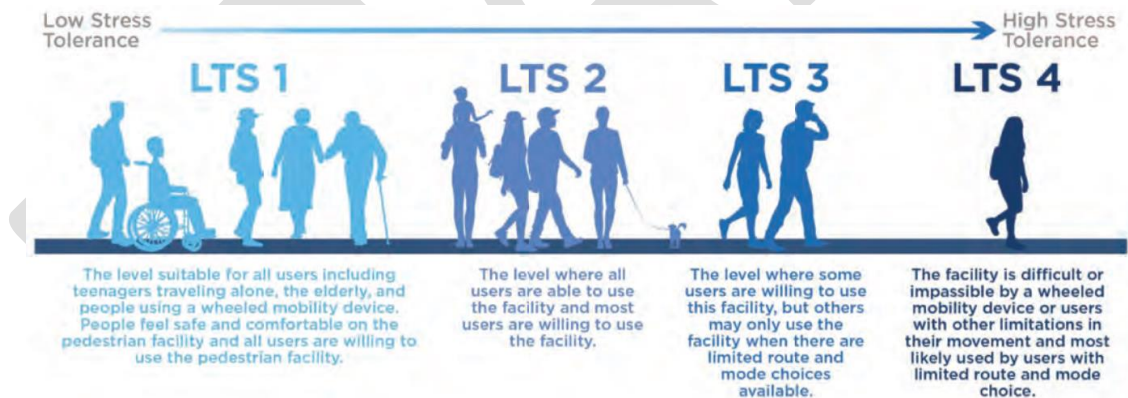 Low Stress
Tolerance
High Stress
Tolerance
LTS 1
The level suitable for all users including
teenagers traveling alone, the elderly, and
people using a wheeled mobility device.
People feel safe and comfortable on the
pedestrian facility and all users are willing to
use the pedestrian facility.
LTS 2
The level where all
users are able to use
the facility and most
users are willing to use
the facility.
LTS 3
The level where some
users are willing to use
this facility, but others
may only use the
facility when there are
limited route and
mode choices
available.
LTS 4
The facility is difficult or
impassible by a wheeled
mobility device or users
with other limitations in
their movement and most
likely used by users with
limited route and mode
choice.